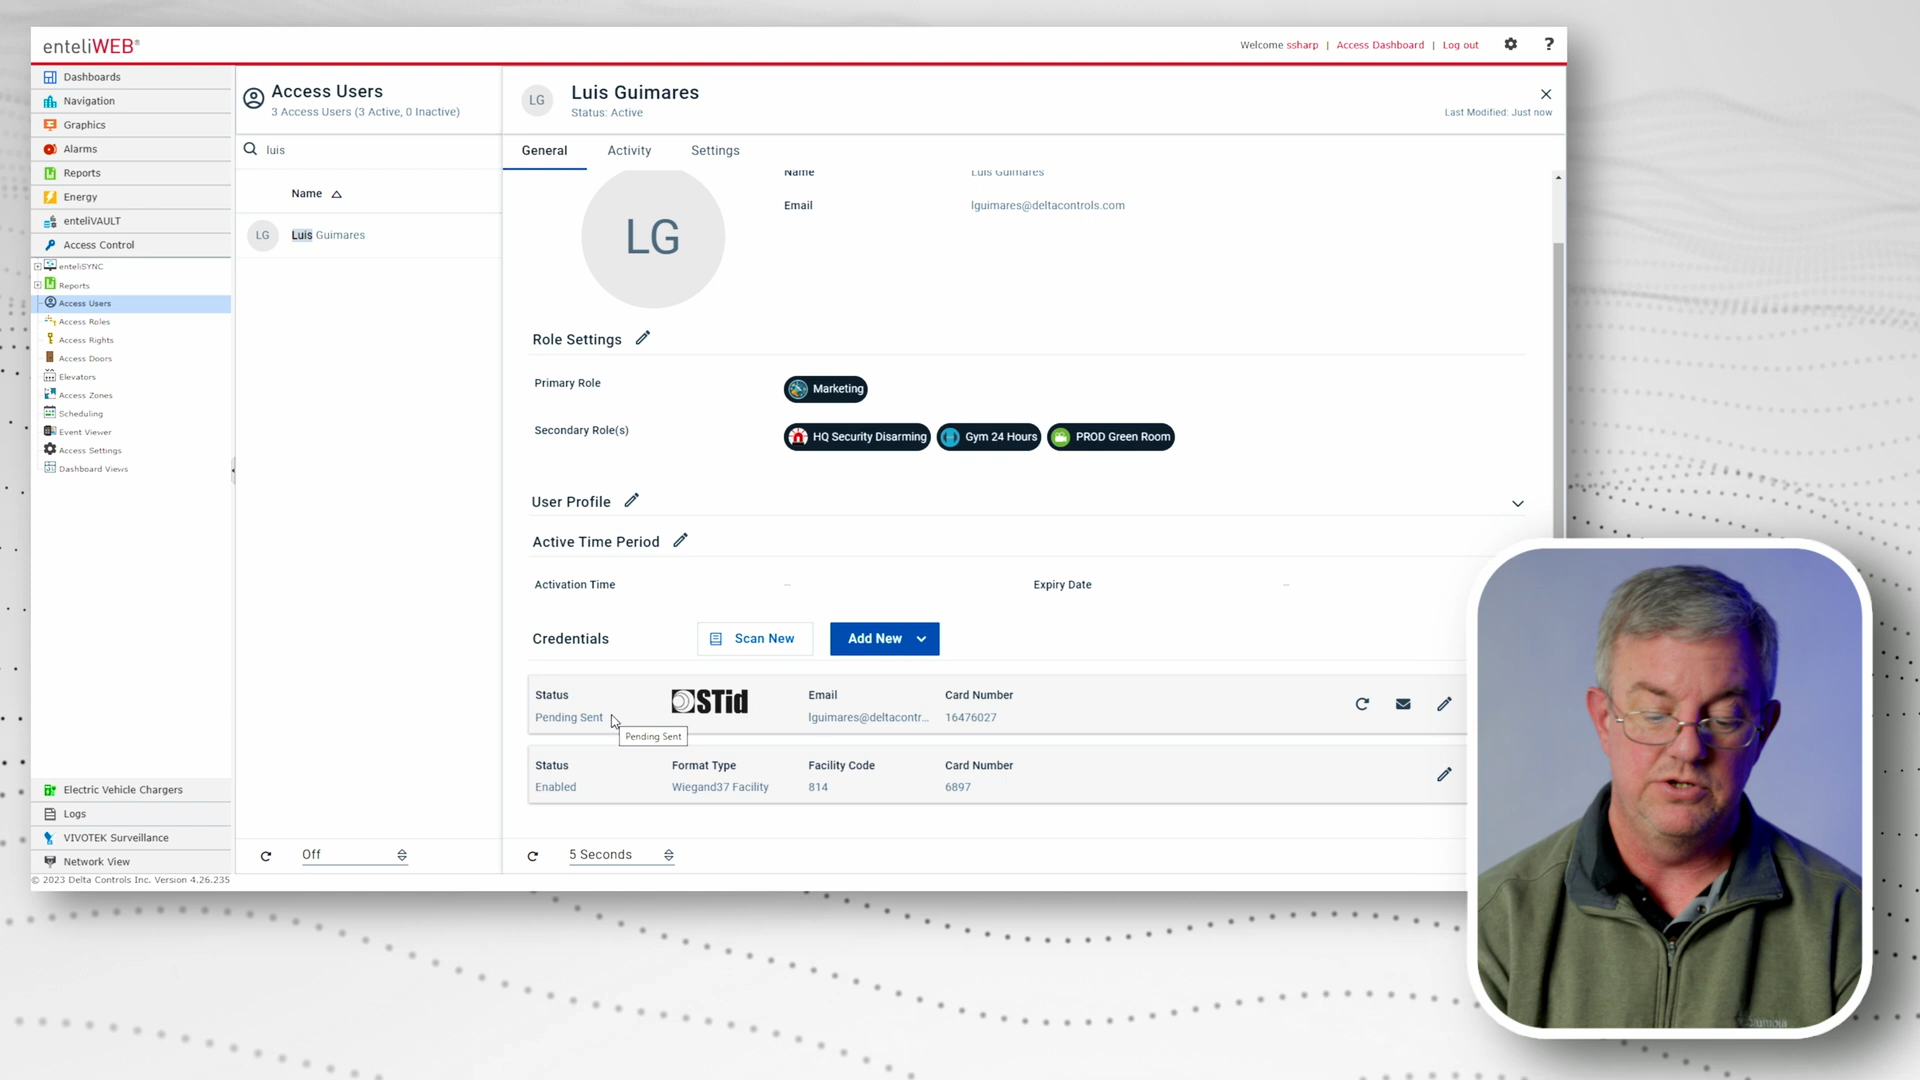 enteliWEB®
Welcome ssharp | Access Dashboard | Log out ?
Dashboards
Navigation
Graphics
Alarms
Reports
Energy
enteliVAULT
Access Control
enteliSYNC
Reports
Access Users
Access Roles
Access Rights
Access Doors
Elevators
Access Zones
Scheduling
Event Viewer
Access Settings
Dashboard Views
Electric Vehicle Chargers
Logs
VIVOTEK Surveillance
Network View
© 2023 Delta Controls Inc. Version 4.26.235
Access Users
3 Access Users (3 Active, 0 Inactive)
luis
Name
LG Luis Guimares
Off
LG Luis Guimares
Status: Active
Last Modified: Just now
General Activity Settings
LG
Name Luis Guimares
Email lguimares@deltacontrols.com
Role Settings
Primary Role Marketing
Secondary Role(s) HQ Security Disarming Gym 24 Hours PROD Green Room
User Profile
Active Time Period
Activation Time -- Expiry Date --
Credentials Scan New Add New
Status STid Email Card Number
Pending Sent lguimares@deltacontr... 16476027
Pending Sent
Status Format Type Facility Code Card Number
Enabled Wiegand37 Facility 814 6897
5 Seconds